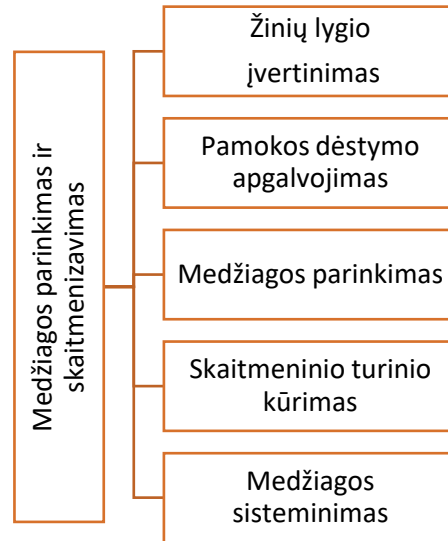 Medžiagos parinkimas ir
skaitmenizavimas
Žinių lygio
įvertinimas
Pamokos dėstymo
apgalvojimas
Medžiagos parinkimas
Skaitmeninio turinio
kūrimas
Medžiagos
sisteminimas